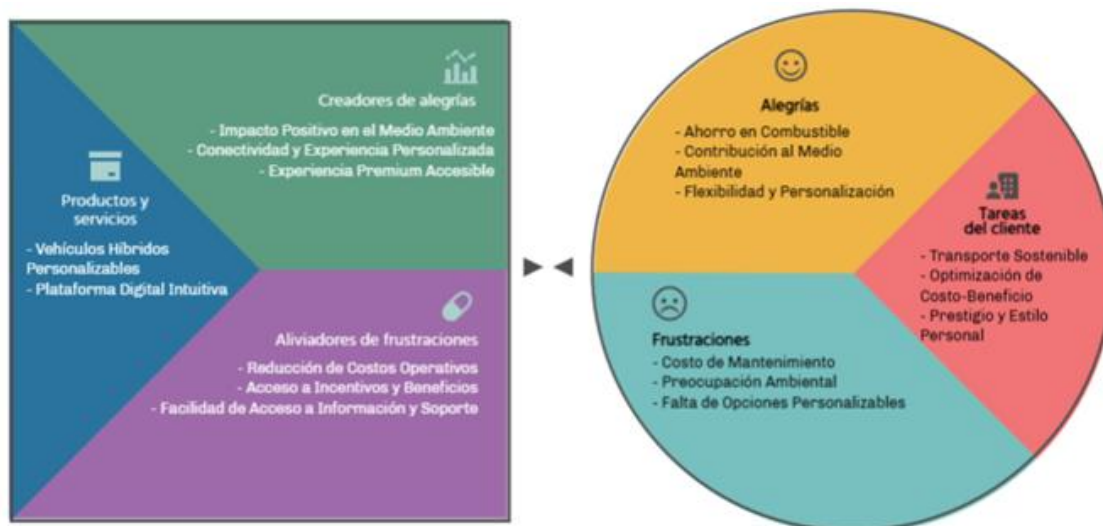 Creadores de alegrías
- Impacto Positivo en el Medio Ambiente
- Conectividad y Experiencia Personalizada
- Experiencia Premium Accesible
Productos y
servicios
- Vehículos Híbridos
Personalizables
- Plataforma Digital Intuitiva
Aliviadores de frustraciones
- Reducción de Costos Operativos
- Acceso a Incentivos y Beneficios
- Facilidad de Acceso a Información y Soporte
Alegrías
- Ahorro en Combustible
- Contribución al Medio
Ambiente
- Flexibilidad y Personalización
Tareas
del cliente
- Transporte Sostenible
- Optimización de
Costo-Beneficio
- Prestigio y Estilo
Personal
Frustraciones
- Costo de Mantenimiento
- Preocupación Ambiental
- Falta de Opciones Personalizables